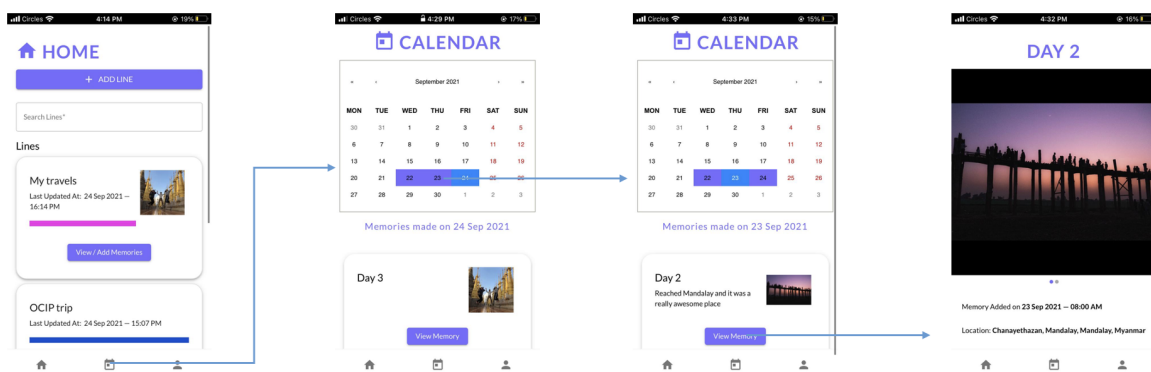 Circles 4:14 PM 19%
HOME
+ ADD LINE
Search Lines*
Lines
My travels
Last Updated At: 24 Sep 2021 –
16:14 PM
View / Add Memories
OCIP trip
Last Updated At: 24 Sep 2021 – 15:07 PM
Circles 4:29 PM 17%
CALENDAR
« ‹ September 2021 › »
MON TUE WED THU FRI SAT SUN
30 31 1 2 3 4 5
6 7 8 9 10 11 12
13 14 15 16 17 18 19
20 21 22 23 24 25 26
27 28 29 30 1 2 3
Memories made on 24 Sep 2021
Day 3
View Memory
Circles 4:33 PM 15%
CALENDAR
« ‹ September 2021 › »
MON TUE WED THU FRI SAT SUN
30 31 1 2 3 4 5
6 7 8 9 10 11 12
13 14 15 16 17 18 19
20 21 22 23 24 25 26
27 28 29 30 1 2 3
Memories made on 23 Sep 2021
Day 2
Reached Mandalay and it was a
really awesome place
View Memory
Circles 4:32 PM 16%
DAY 2
Memory Added on 23 Sep 2021 – 08:00 AM
Location: Chanayethazan, Mandalay, Mandalay, Myanmar